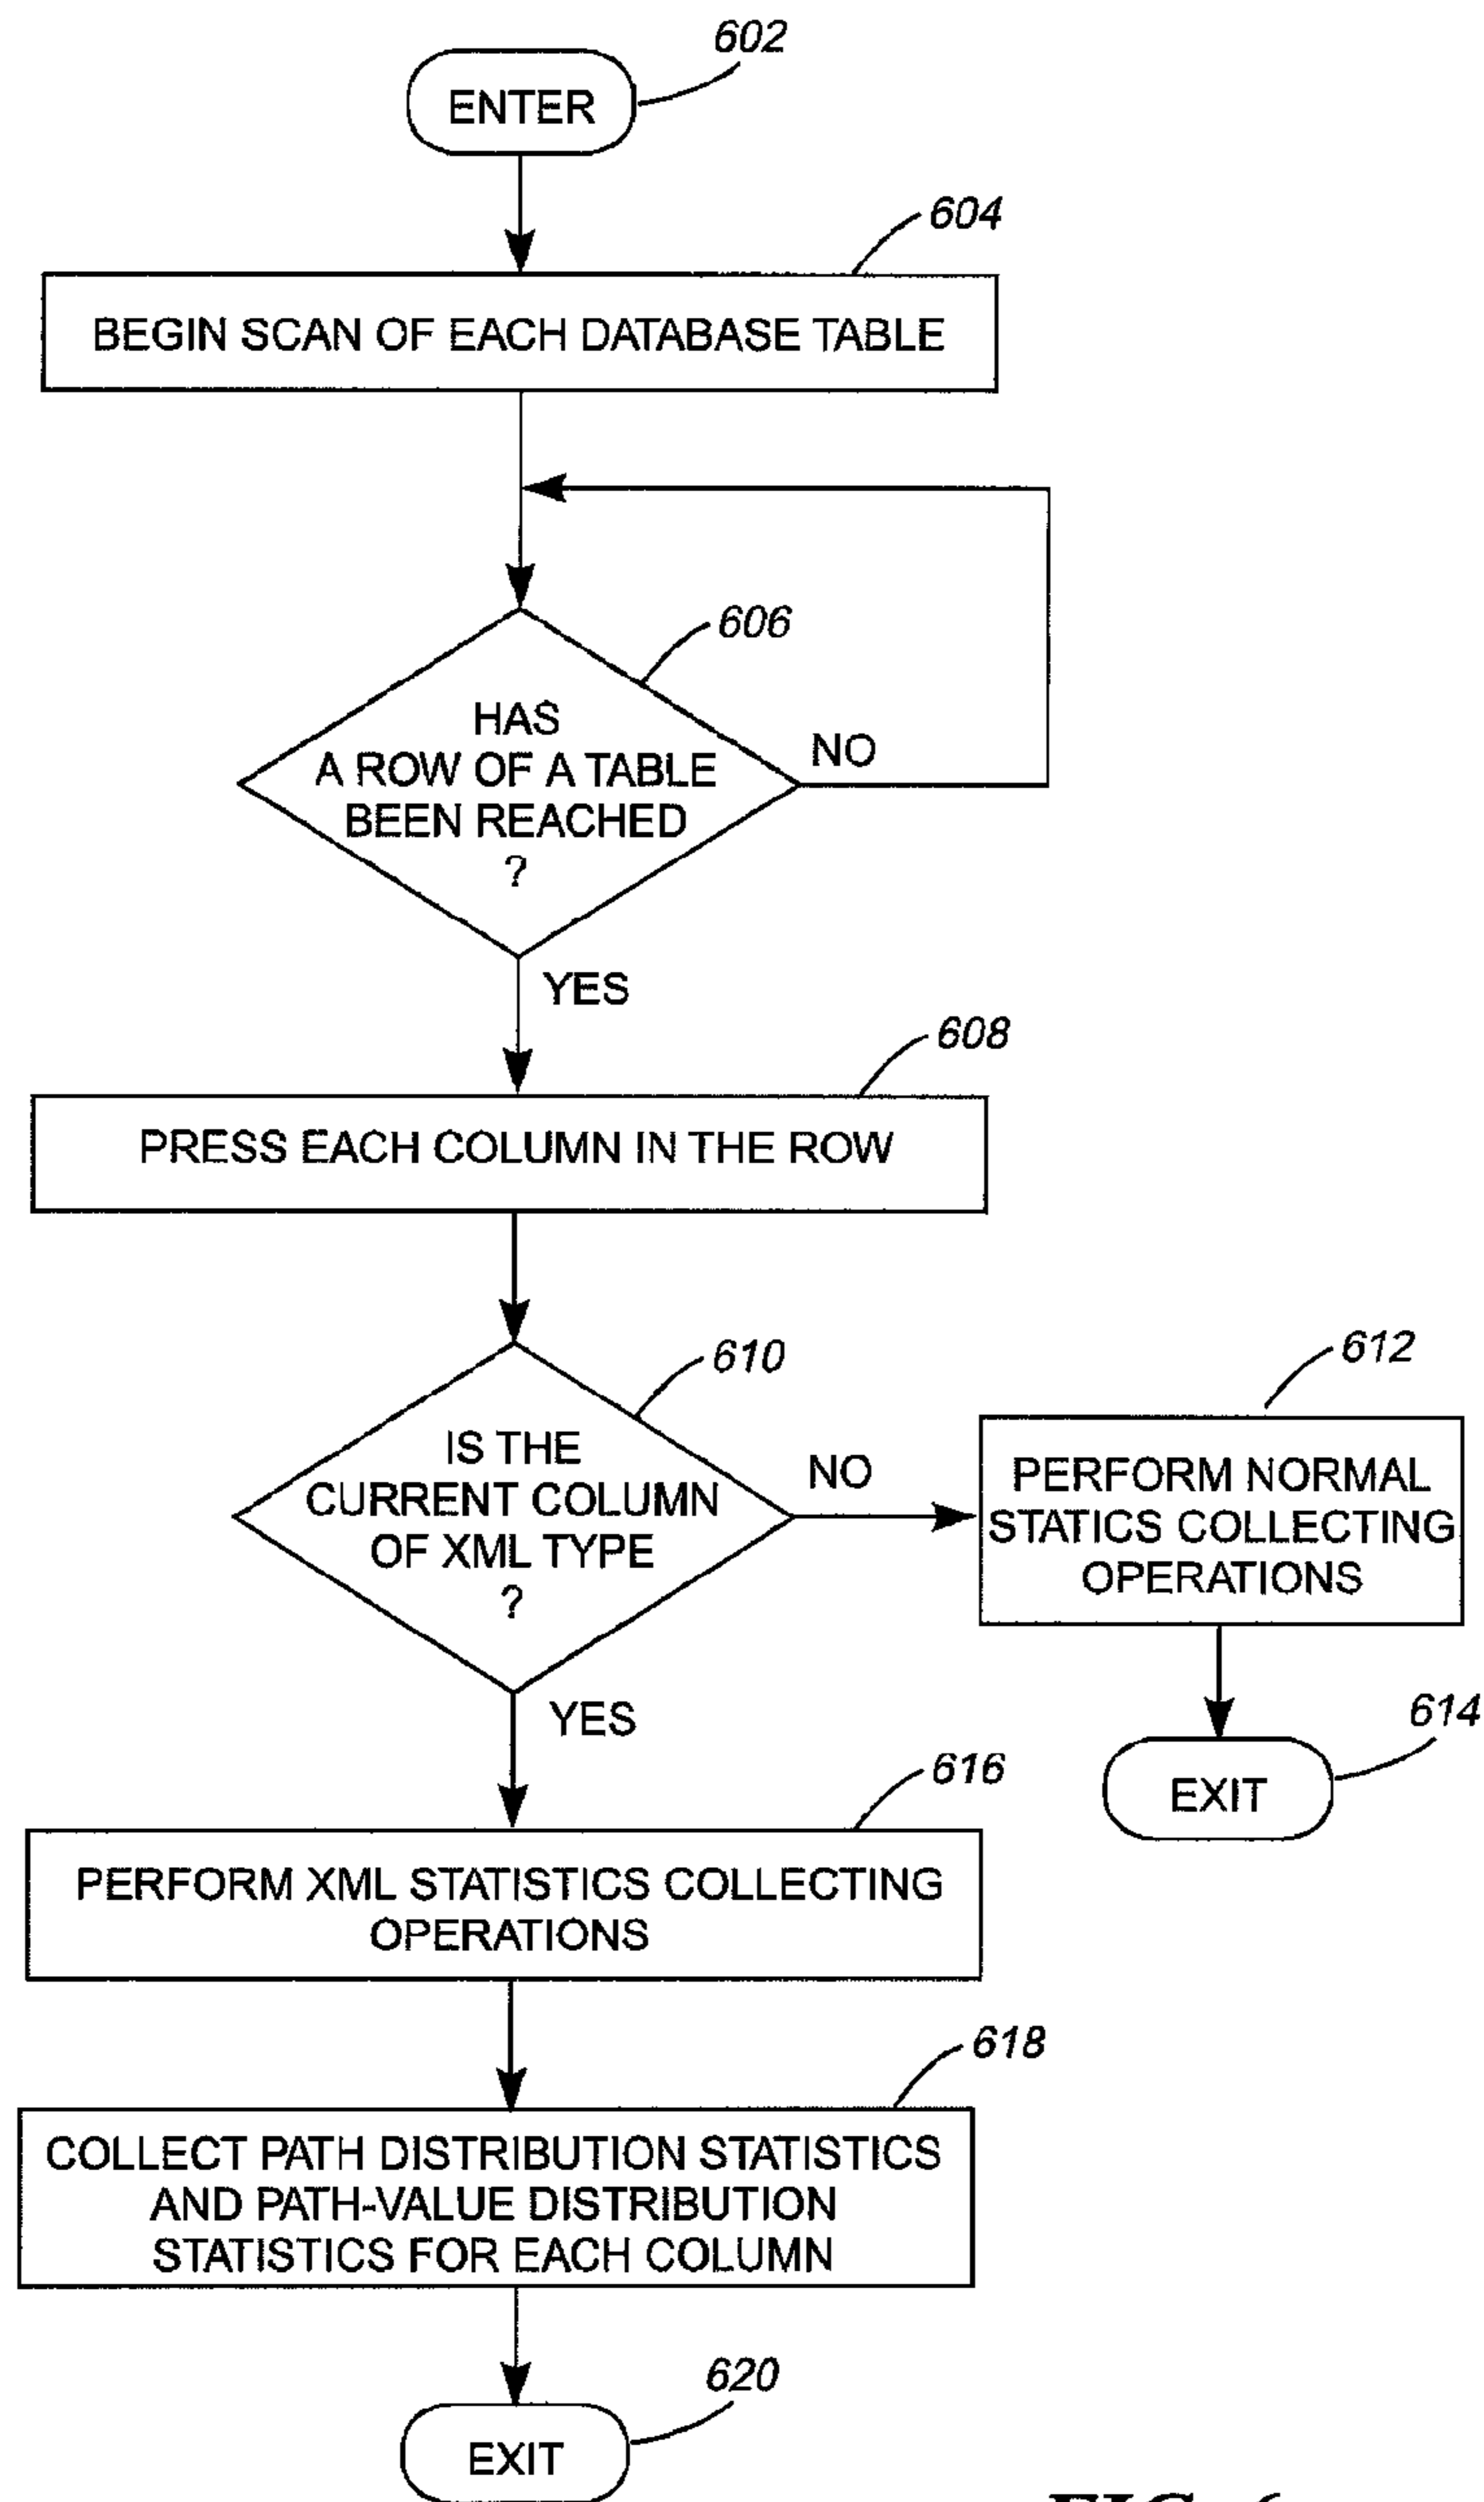 602
ENTER
604
BEGIN SCAN OF EACH DATABASE TABLE
606
HAS
A ROW OF A TABLE
BEEN REACHED
?
NO
YES
608
PRESS EACH COLUMN IN THE ROW
610
IS THE
CURRENT COLUMN
OF XML TYPE
?
NO
612
PERFORM NORMAL
STATICS COLLECTING
OPERATIONS
YES
614
EXIT
616
PERFORM XML STATISTICS COLLECTING
OPERATIONS
618
COLLECT PATH DISTRIBUTION STATISTICS
AND PATH-VALUE DISTRIBUTION
STATISTICS FOR EACH COLUMN
620
EXIT